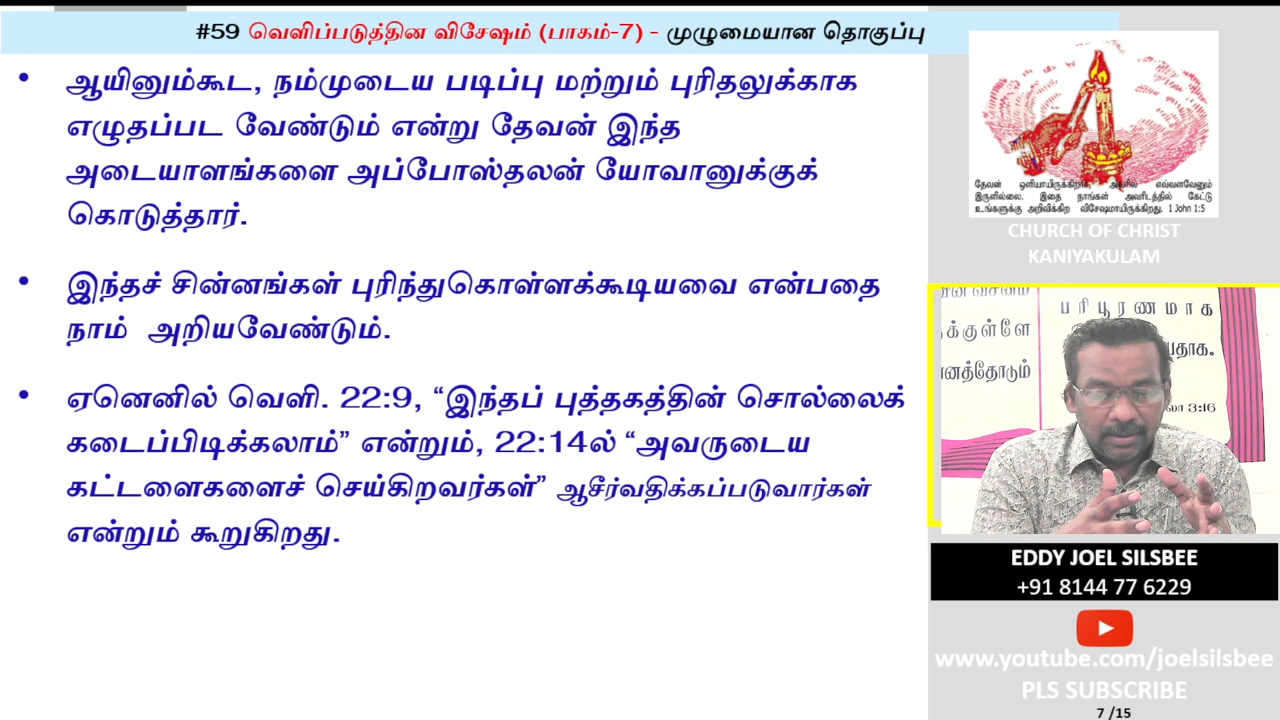 #59 வெளிப்படுத்தின விசேஷம் (பாகம்-7) - முழுமையான தொகுப்பு
• ஆயினும்கூட, நம்முடைய படிப்பு மற்றும் புரிதலுக்காக
எழுதப்பட வேண்டும் என்று தேவன் இந்த
அடையாளங்களை அப்போஸ்தலன் யோவானுக்குக்
கொடுத்தார்.
• இந்தச் சின்னங்கள் புரிந்துகொள்ளக்கூடியவை என்பதை
நாம் அறியவேண்டும்.
• ஏனெனில் வெளி. 22:9, “இந்தப் புத்தகத்தின் சொல்லைக்
கடைப்பிடிக்கலாம்” என்றும், 22:14ல் “அவருடைய
கட்டளைகளைச் செய்கிறவர்கள்” ஆசீர்வதிக்கப்படுவார்கள்
என்றும் கூறுகிறது.
தேவன் ஒளியாயிருக்கிறார், அவரில் எவ்வளவேனும்
இருளில்லை. இதை நாங்கள் அவரிடத்தில் கேட்டு
உங்களுக்கு அறிவிக்கிற விசேஷமாயிருக்கிறது. 1 John 1:5
CHURCH OF CHRIST
KANIYAKULAM
வசனம்
பரிபூரணமாக
க்குள்ளே
னத்தோடும்
தாக.
3:16
EDDY JOEL SILSBEE
+91 8144 77 6229
www.youtube.com/joelsilsbee
PLS SUBSCRIBE
7 /15